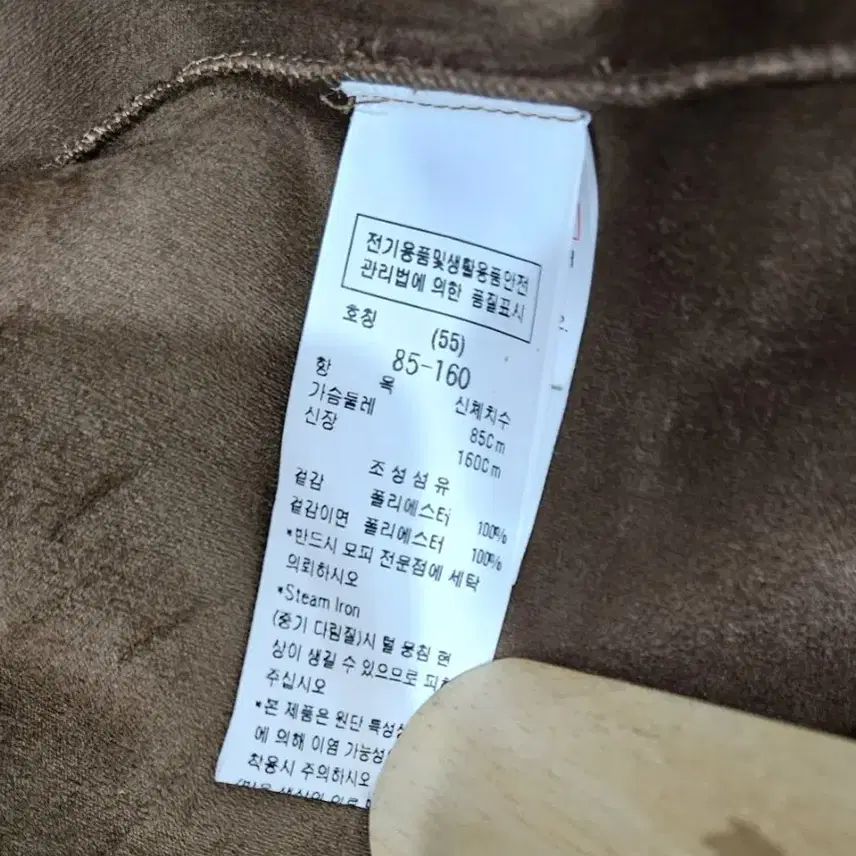 전기용품및생활용품안전
관리법에 의한 품질표시
호칭 (55)
85-160
항 목 신체치수
가슴둘레 85cm
신장 160cm
조성섬유
겉감 폴리에스터 100%
겉감이면 폴리에스터 100%
*반드시 모피 전문점에 세탁
의뢰하시오
*Steam Iron
(증기 다림질)시 털 뭉침 현
상이 생길 수 있으므로 피
주십시오
*본 제품은 원단 특성
에 의해 이염 가능성
착용시 주의하시오